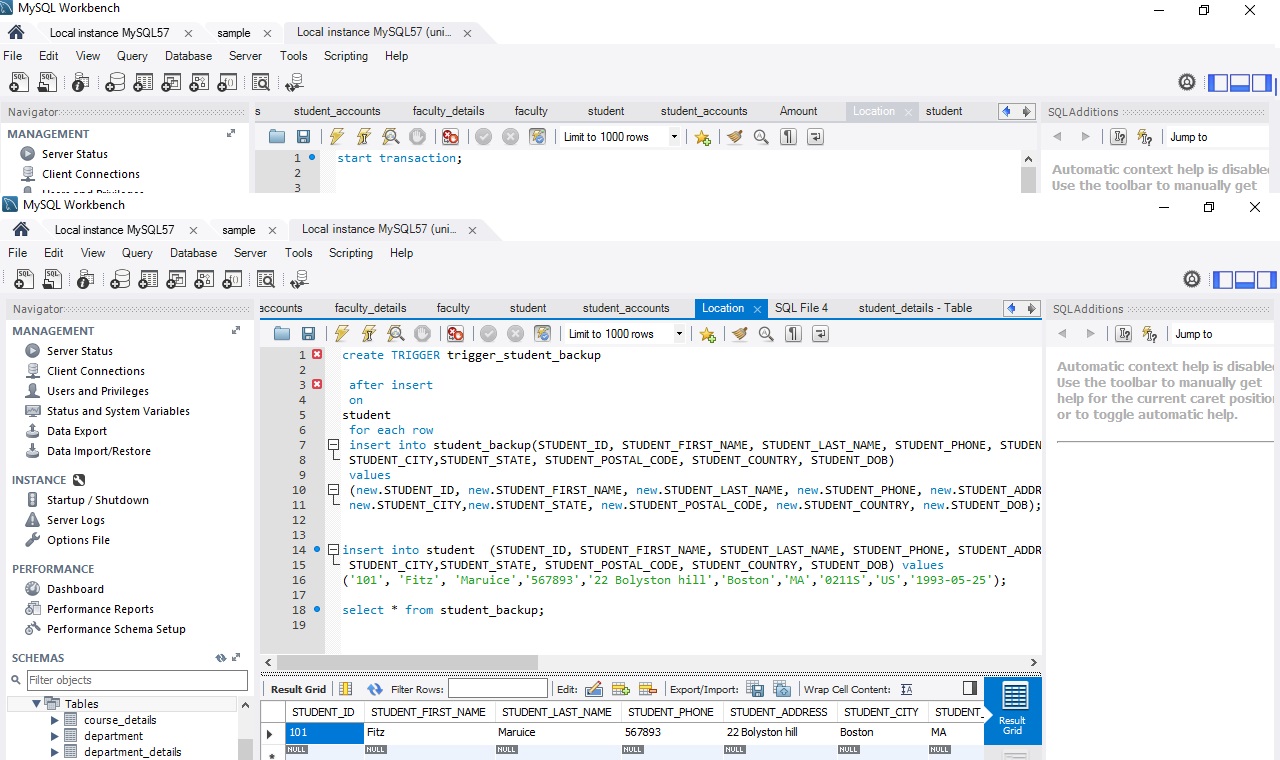 MySQL Workbench
Local instance MySQL57 sample Local instance MySQL57 (uni...
File Edit View Query Database Server Tools Scripting Help
Navigator SQLAdditions
s student_accounts faculty_details faculty student student_accounts Amount Location student
MANAGEMENT Limit to 1000 rows Jump to
Server Status 1 start transaction;
Client Connections 2 Automatic context help is disable
Users and Privileges 3 Use the toolbar to manually get
MySQL Workbench
Local instance MySQL57 sample Local instance MySQL57 (uni...
File Edit View Query Database Server Tools Scripting Help
Navigator
MANAGEMENT
Server Status
Client Connections
Users and Privileges
Status and System Variables
Data Export
Data Import/Restore
INSTANCE
Startup / Shutdown
Server Logs
Options File
PERFORMANCE
Dashboard
Performance Reports
Performance Schema Setup
SCHEMAS
Filter objects
Tables
course_details
department
department_details
accounts faculty_details faculty student student_accounts Location SQL File 4 student_details - Table
Limit to 1000 rows
1 create TRIGGER trigger_student_backup
2
3 after insert
4 on
5 student
6 for each row
7 insert into student_backup(STUDENT_ID, STUDENT_FIRST_NAME, STUDENT_LAST_NAME, STUDENT_PHONE, STUDEN
8 STUDENT_CITY,STUDENT_STATE, STUDENT_POSTAL_CODE, STUDENT_COUNTRY, STUDENT_DOB)
9 values
10 (new.STUDENT_ID, new.STUDENT_FIRST_NAME, new.STUDENT_LAST_NAME, new.STUDENT_PHONE, new.STUDENT_ADDR
11 new.STUDENT_CITY,new.STUDENT_STATE, new.STUDENT_POSTAL_CODE, new.STUDENT_COUNTRY, new.STUDENT_DOB);
12
13
14 insert into student (STUDENT_ID, STUDENT_FIRST_NAME, STUDENT_LAST_NAME, STUDENT_PHONE, STUDENT_ADDR
15 STUDENT_CITY,STUDENT_STATE, STUDENT_POSTAL_CODE, STUDENT_COUNTRY, STUDENT_DOB) values
16 ('101', 'Fitz', 'Maruice','567893','22 Bolyston hill','Boston','MA','0211S','US','1993-05-25');
17
18 select * from student_backup;
19
Result Grid Filter Rows: Edit: Export/Import: Wrap Cell Content: IA
STUDENT_ID STUDENT_FIRST_NAME STUDENT_LAST_NAME STUDENT_PHONE STUDENT_ADDRESS STUDENT_CITY STUDENT_
101 Fitz Maruice 567893 22 Bolyston hill Boston MA
NULL NULL NULL NULL NULL NULL NULL
Result
Grid
SQLAdditions
Jump to
Automatic context help is disable
Use the toolbar to manually get
help for the current caret position
or to toggle automatic help.